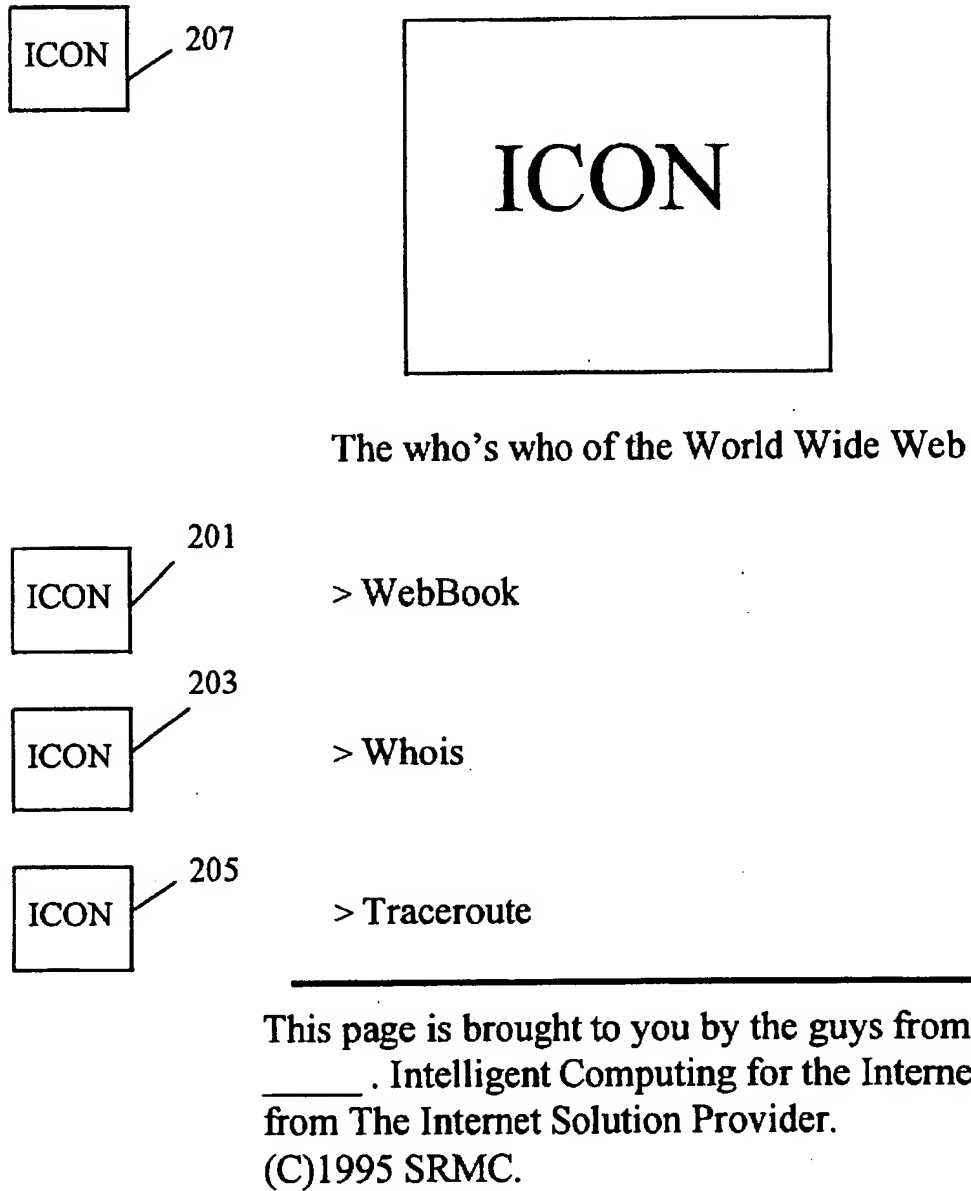 ICON 207
ICON
The who's who of the World Wide Web
201
ICON > WebBook
203
ICON > Whois
205
ICON > Traceroute
This page is brought to you by the guys from
______ . Intelligent Computing for the Interne
from The Internet Solution Provider.
(C)1995 SRMC.